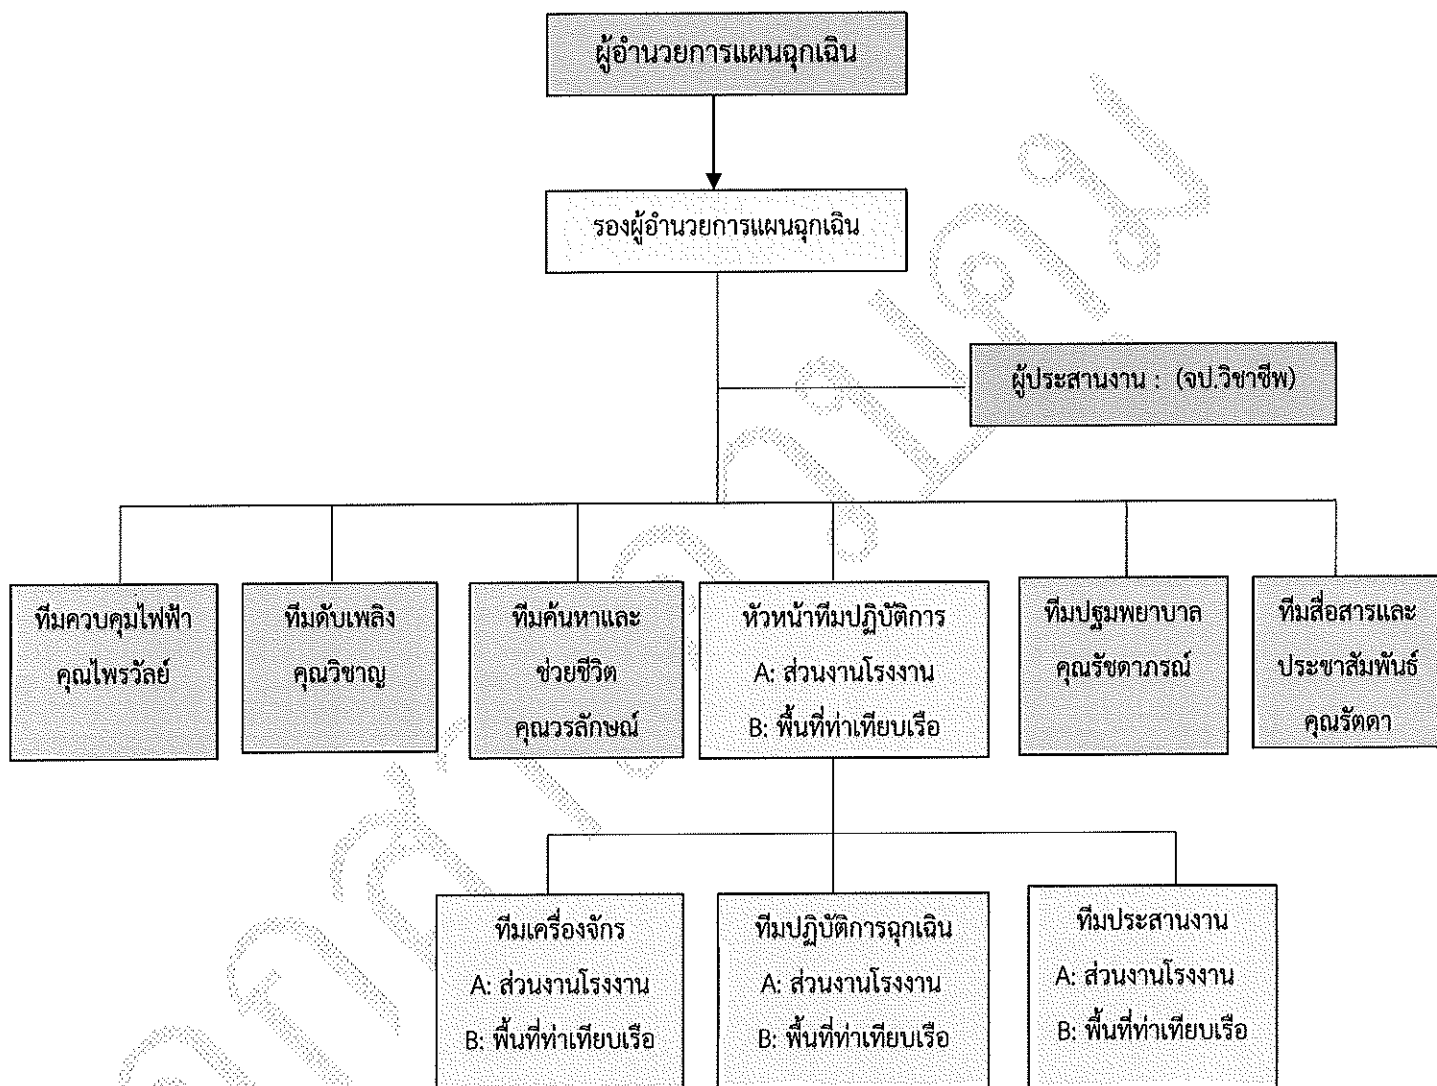 ผู้อำนวยการแผนฉุกเฉิน
รองผู้อำนวยการแผนฉุกเฉิน
ผู้ประสานงาน : (จป.วิชาชีพ)
ทีมควบคุมไฟฟ้า
คุณไพรวัลย์
ทีมดับเพลิง
คุณวิชาญ
ทีมค้นหาและ
ช่วยชีวิต
คุณวรลักษณ์
หัวหน้าทีมปฏิบัติการ
A: ส่วนงานโรงงาน
B: พื้นที่ท่าเทียบเรือ
ทีมปฐมพยาบาล
คุณรัชดาภรณ์
ทีมสื่อสารและ
ประชาสัมพันธ์
คุณรัตดา
ทีมเครื่องจักร
A: ส่วนงานโรงงาน
B: พื้นที่ท่าเทียบเรือ
ทีมปฏิบัติการฉุกเฉิน
A: ส่วนงานโรงงาน
B: พื้นที่ท่าเทียบเรือ
ทีมประสานงาน
A: ส่วนงานโรงงาน
B: พื้นที่ท่าเทียบเรือ